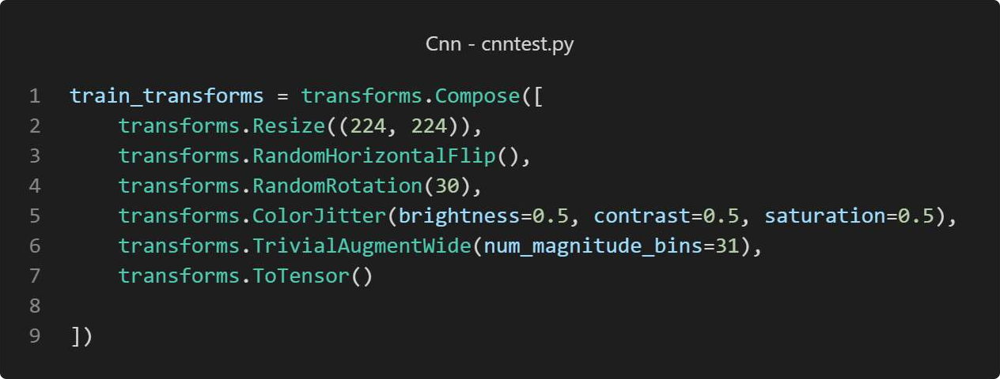 Cnn - cnntest.py
1 train_transforms = transforms.Compose([
2     transforms.Resize((224, 224)),
3     transforms.RandomHorizontalFlip(),
4     transforms.RandomRotation(30),
5     transforms.ColorJitter(brightness=0.5, contrast=0.5, saturation=0.5),
6     transforms.TrivialAugmentWide(num_magnitude_bins=31),
7     transforms.ToTensor()
8
9 ])